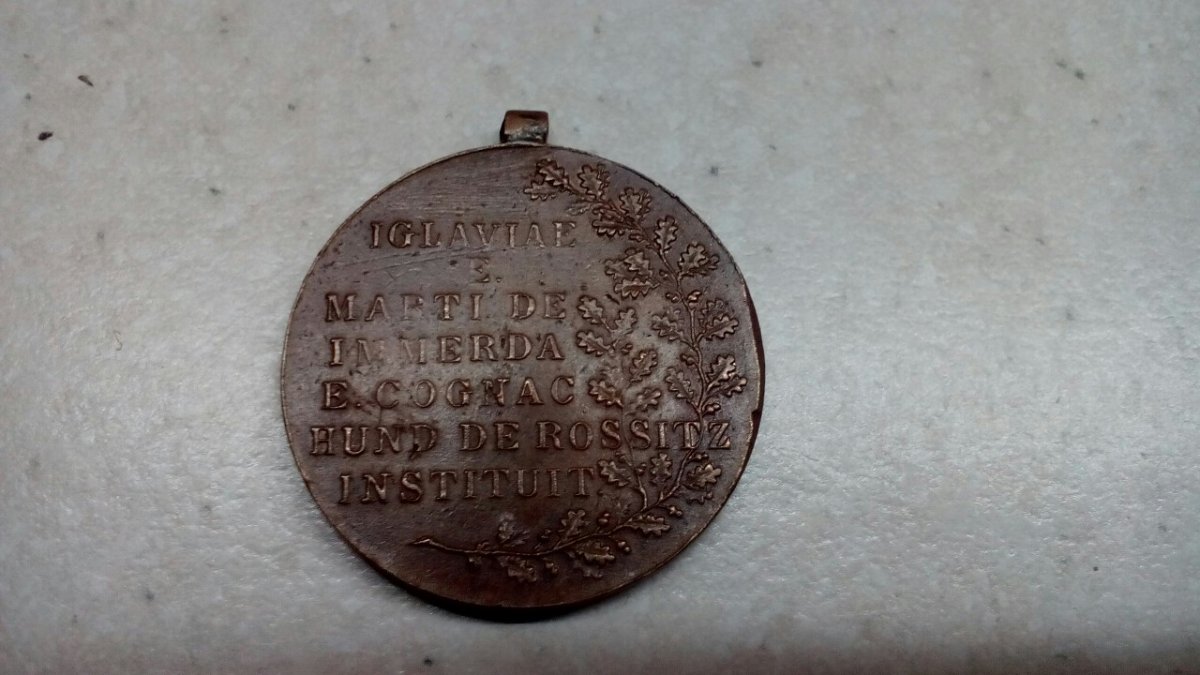 IGLAVIAE
E.
MARTI. DE
IMMERDA
E. COGNAC
HUND DE ROSSITZ
INSTITUIT